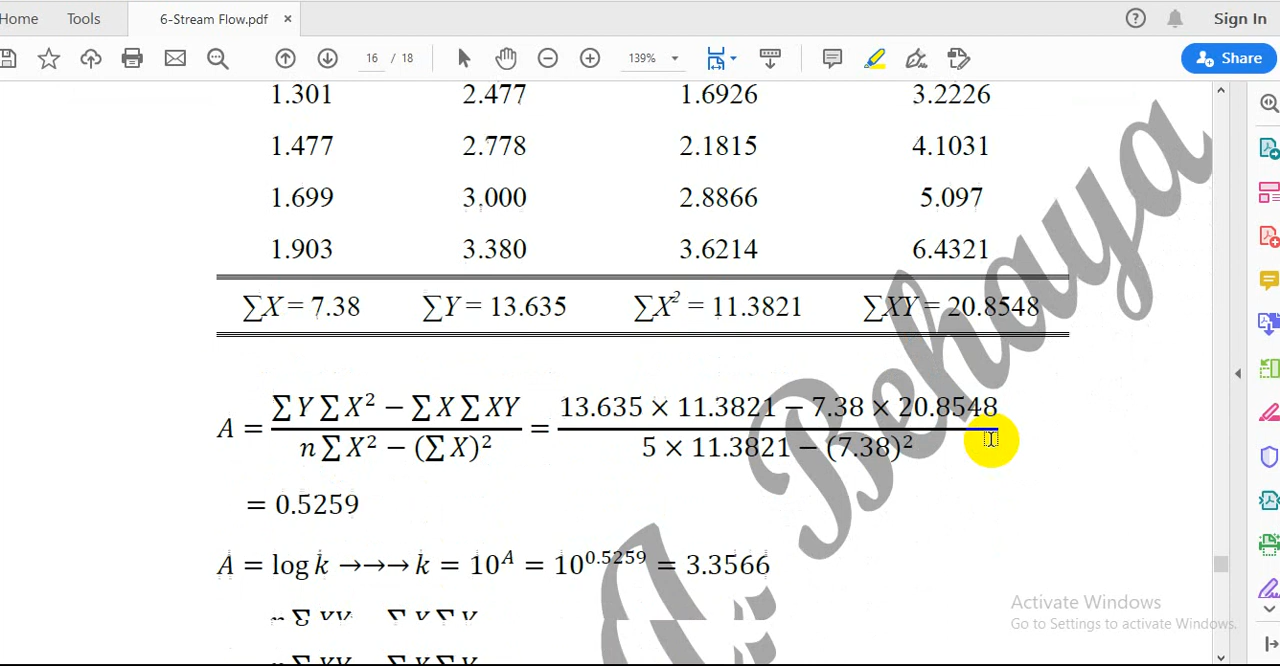 Home Tools 6-Stream Flow.pdf × Sign In
16 / 18 139% Share
1.301 2.477 1.6926 3.2226
1.477 2.778 2.1815 4.1031
1.699 3.000 2.8866 5.097
1.903 3.380 3.6214 6.4321
∑X = 7.38 ∑Y = 13.635 ∑X² = 11.3821 ∑XY = 20.8548
A = (∑Y∑X² − ∑X∑XY) / (n∑X² − (∑X)²) = (13.635 × 11.3821 − 7.38 × 20.8548) / (5 × 11.3821 − (7.38)²)
= 0.5259
A = log k →→→ k = 10^A = 10^0.5259 = 3.3566
A. Behaya
Activate Windows
Go to Settings to activate Windows.